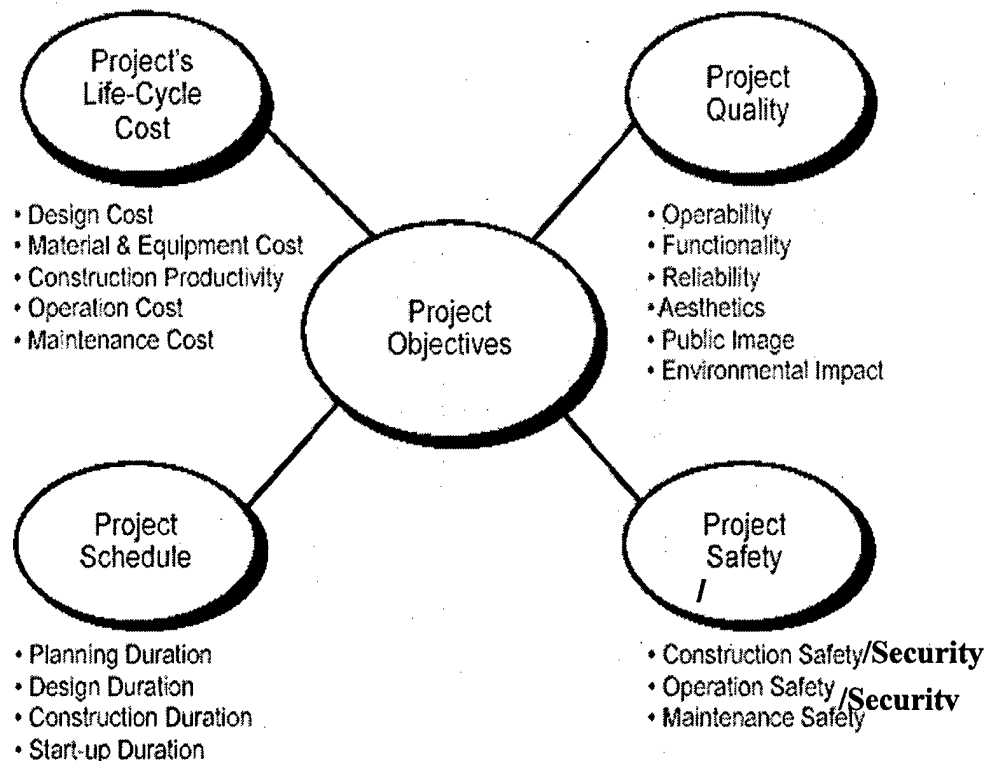 Project's
Life-Cycle
Cost
• Design Cost
• Material & Equipment Cost
• Construction Productivity
• Operation Cost
• Maintenance Cost
Project
Quality
• Operability
• Functionality
• Reliability
• Aesthetics
• Public Image
• Environmental Impact
Project
Objectives
Project
Schedule
• Planning Duration
• Design Duration
• Construction Duration
• Start-up Duration
Project
Safety
/
• Construction Safety/Security
• Operation Safety/Security
• Maintenance Safety